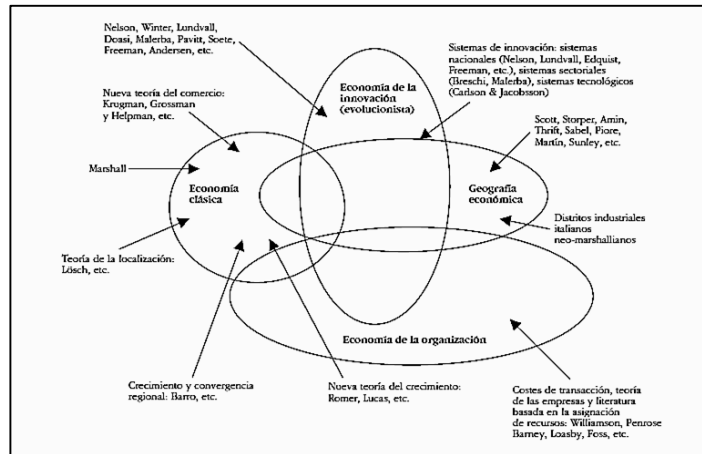 Nelson, Winter, Lundvall,
Doasi, Malerba, Pavitt, Soete,
Freeman, Andersen, etc.
Sistemas de innovación: sistemas
nacionales (Nelson, Lundvall, Edquist,
Freeman, etc.), sistemas sectoriales
(Breschi, Malerba), sistemas tecnológicos
(Carlson & Jacobsson)
Economía de la
innovación
(evolucionista)
Nueva teoría del comercio:
Krugman, Grossman
y Helpman, etc.
Scott, Storper, Amin,
Thrift, Sabel, Piore,
Martin, Sunley, etc.
Marshall
Economía
clásica
Geografía
económica
Distritos industriales
italianos
neo-marshallianos
Teoría de la localización:
Lösch, etc.
Economía de la organización
Crecimiento y convergencia
regional: Barro, etc.
Nueva teoría del crecimiento:
Romer, Lucas, etc.
Costes de transacción, teoría
de las empresas y literatura
basada en la asignación
de recursos: Williamson, Penrose
Barney, Loasby, Foss, etc.